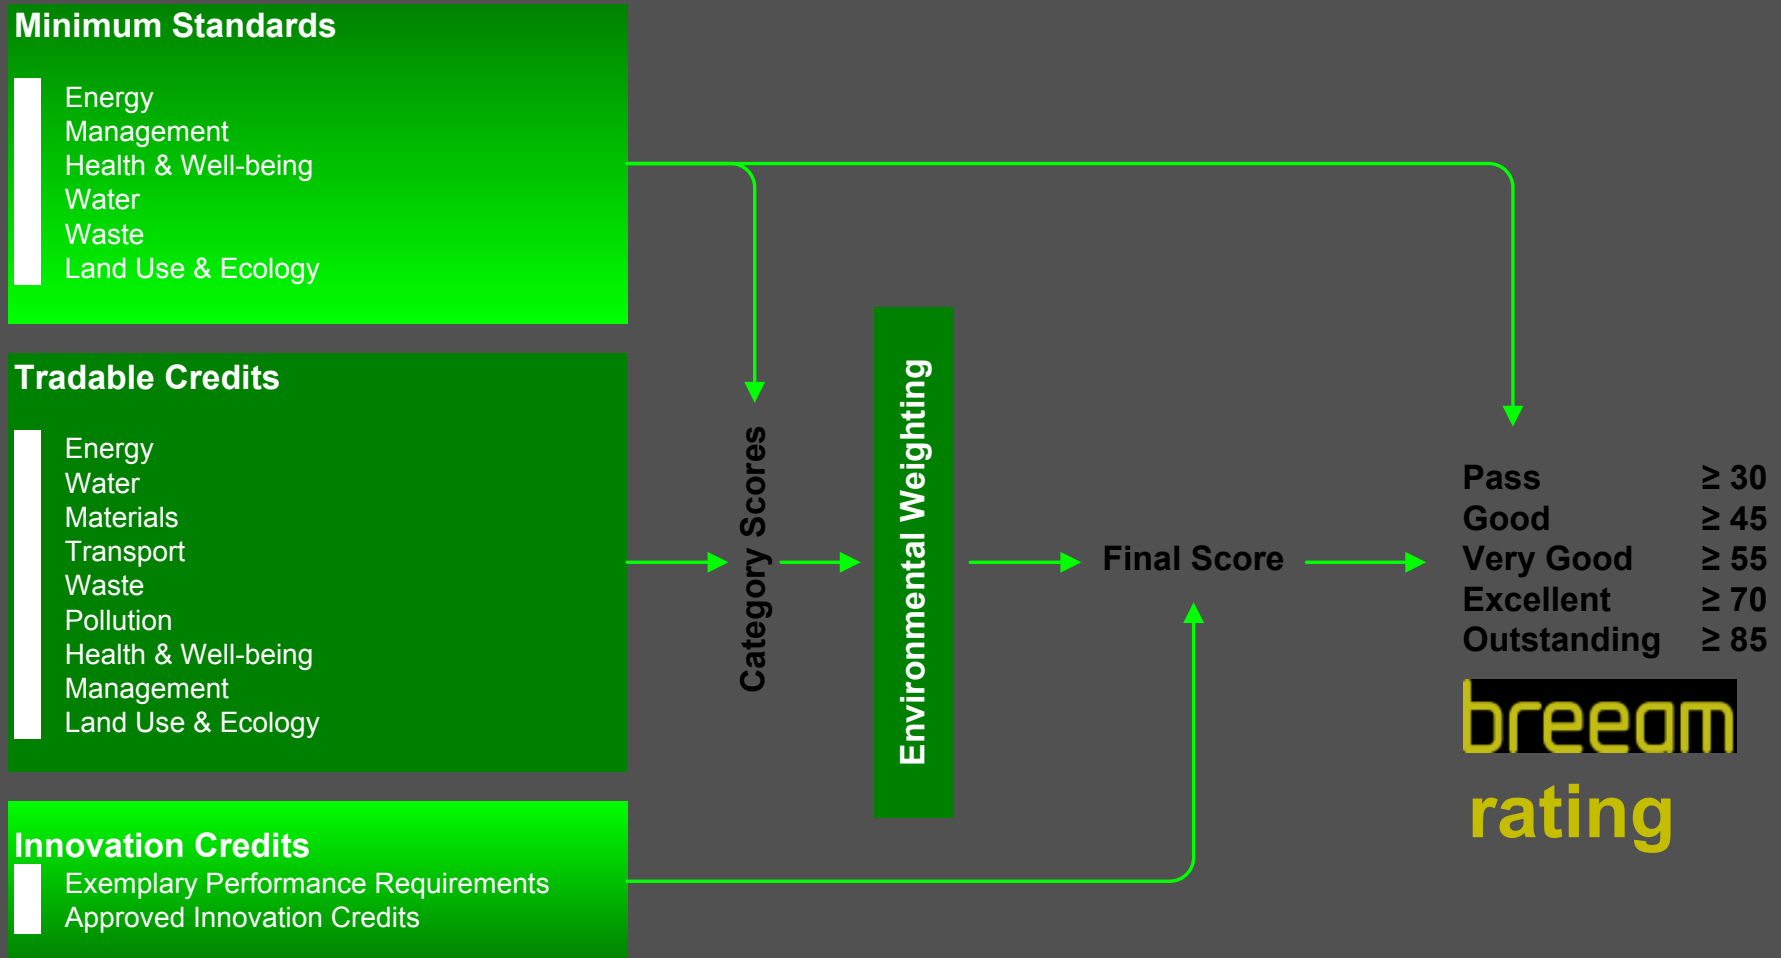 Minimum Standards
Energy
Management
Health & Well-being
Water
Waste
Land Use & Ecology
Tradable Credits
Energy
Water
Materials
Transport
Waste
Pollution
Health & Well-being
Management
Land Use & Ecology
Innovation Credits
Exemplary Performance Requirements
Approved Innovation Credits
Category Scores
Environmental Weighting
Final Score
Pass ≥ 30
Good ≥ 45
Very Good ≥ 55
Excellent ≥ 70
Outstanding ≥ 85
breeam
rating